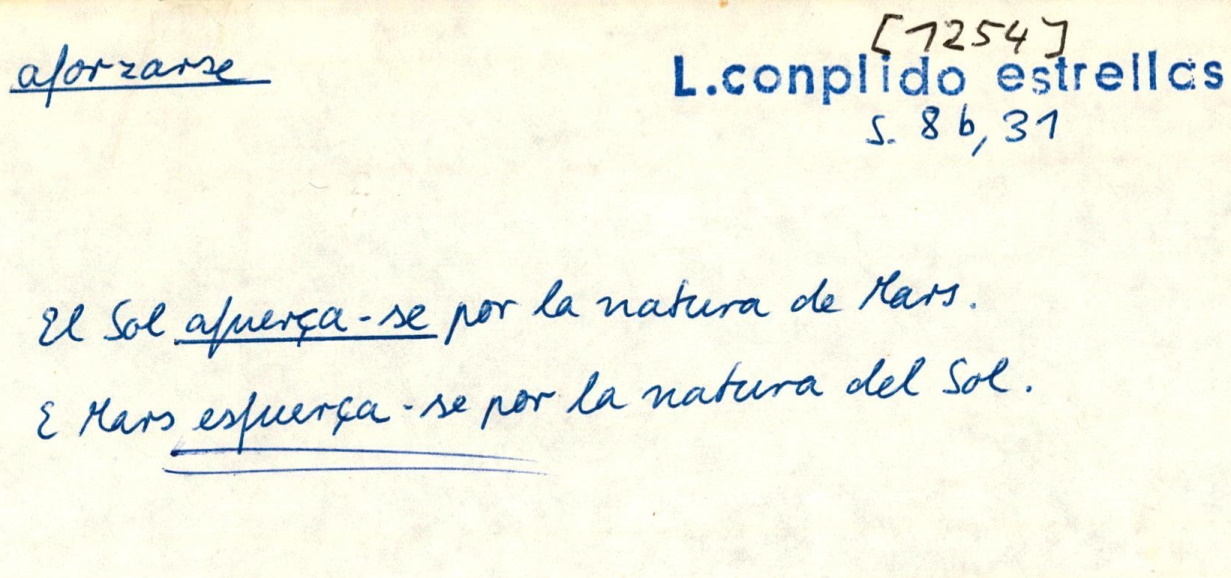 aforzarse
[1254]
L.conplido estrellas
S. 8b, 31
El Sol afuerça-se por la natura de Mars.
E Mars esfuerça-se por la natura del Sol.